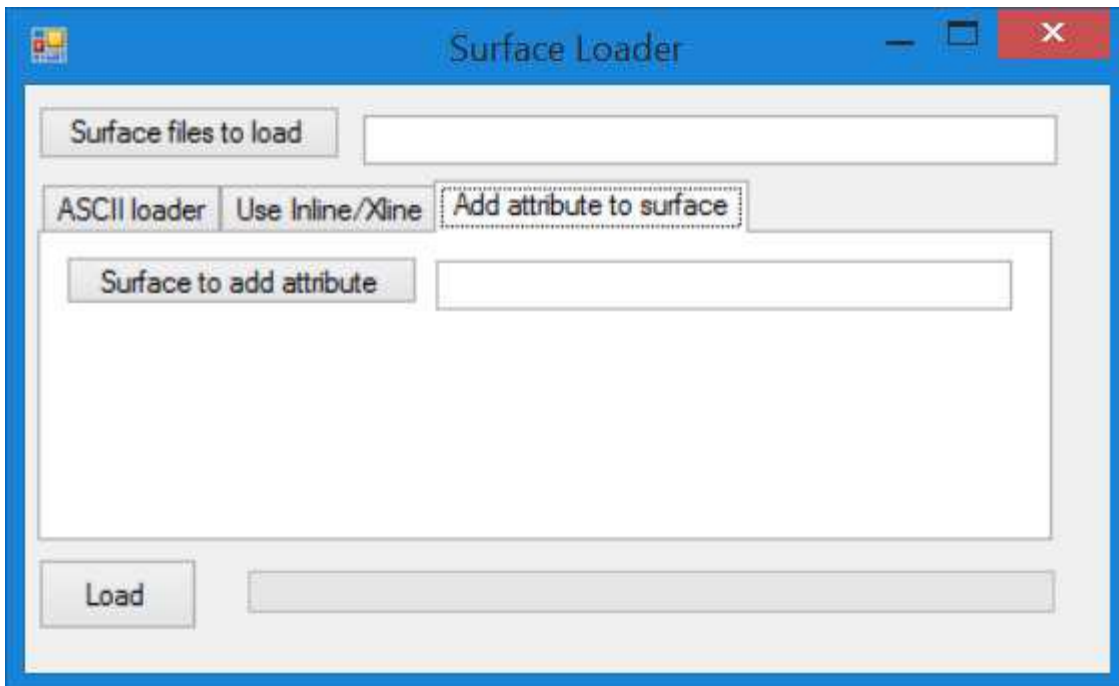 Surface Loader
Surface files to load
ASCII loader Use Inline/Xline Add attribute to surface
Surface to add attribute
Load